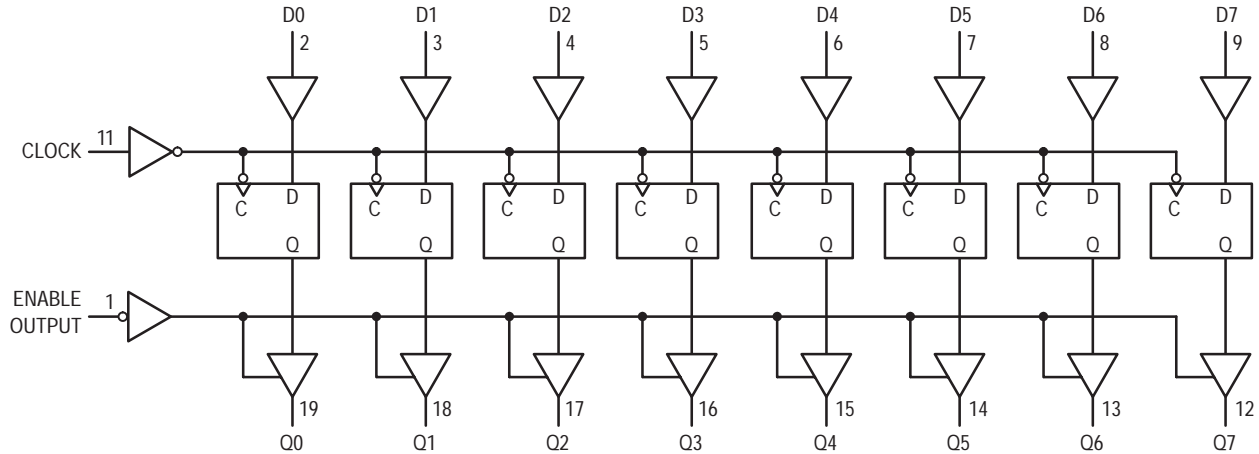 D0 D1 D2 D3 D4 D5 D6 D7
2 3 4 5 6 7 8 9
CLOCK 11
C D C D C D C D C D C D C D C D
Q Q Q Q Q Q Q Q
ENABLE
OUTPUT 1
19 18 17 16 15 14 13 12
Q0 Q1 Q2 Q3 Q4 Q5 Q6 Q7